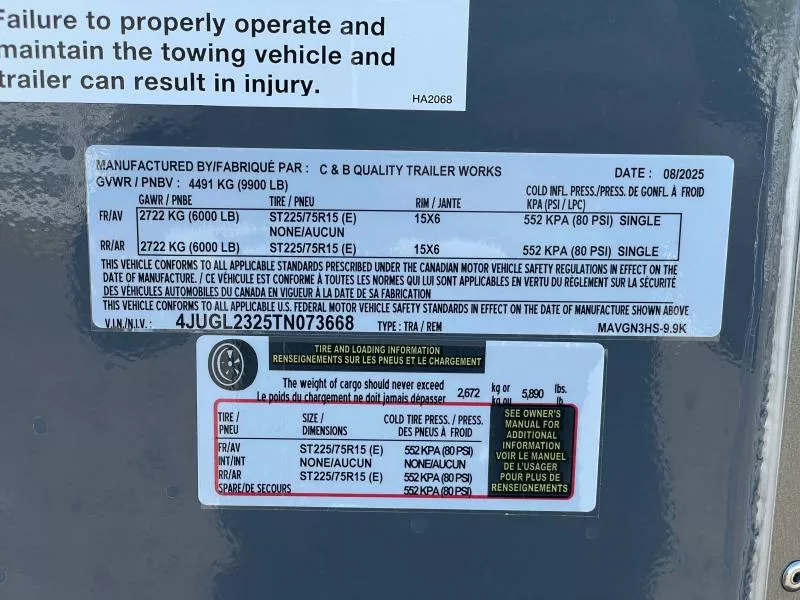 Failure to properly operate and
maintain the towing vehicle and
trailer can result in injury.
HA2068
MANUFACTURED BY/FABRIQUÉ PAR : C & B QUALITY TRAILER WORKS DATE : 08/2025
GVWR / PNBV : 4491 KG (9900 LB)
GAWR / PNBE TIRE / PNEU RIM / JANTE COLD INFL. PRESS./PRESS. DE GONFL. À FROID
KPA (PSI / LPC)
FR/AV 2722 KG (6000 LB) ST225/75R15 (E) 15X6 552 KPA (80 PSI) SINGLE
NONE/AUCUN
RR/AR 2722 KG (6000 LB) ST225/75R15 (E) 15X6 552 KPA (80 PSI) SINGLE
THIS VEHICLE CONFORMS TO ALL APPLICABLE STANDARDS PRESCRIBED UNDER THE CANADIAN MOTOR VEHICLE SAFETY REGULATIONS IN EFFECT ON THE
DATE OF MANUFACTURE. / CE VÉHICULE EST CONFORME À TOUTES LES NORMES QUI LUI SONT APPLICABLES EN VERTU DU RÈGLEMENT SUR LA SÉCURITÉ
DES VÉHICULES AUTOMOBILES DU CANADA EN VIGUEUR À LA DATE DE SA FABRICATION
THIS VEHICLE CONFORMS TO ALL APPLICABLE U.S. FEDERAL MOTOR VEHICLE SAFETY STANDARDS IN EFFECT ON THE DATE OF MANUFACTURE SHOWN ABOVE
V.I.N./N.I.V.: 4JUGL2325TN073668 TYPE : TRA / REM MAVGN3HS-9.9K
TIRE AND LOADING INFORMATION
RENSEIGNEMENTS SUR LES PNEUS ET LE CHARGEMENT
The weight of cargo should never exceed 2,672 kg or 5,890 lbs.
Le poids du chargement ne doit jamais dépasser kg ou lb
TIRE / SIZE / COLD TIRE PRESS. / PRESS.
PNEU DIMENSIONS DES PNEUS À FROID
FR/AV ST225/75R15 (E) 552 KPA (80 PSI)
INT/INT NONE/AUCUN NONE/AUCUN
RR/AR ST225/75R15 (E) 552 KPA (80 PSI)
SPARE/DE SECOURS 552 KPA (80 PSI)
SEE OWNER'S
MANUAL FOR
ADDITIONAL
INFORMATION
VOIR LE MANUEL
DE L'USAGER
POUR PLUS DE
RENSEIGNEMENTS